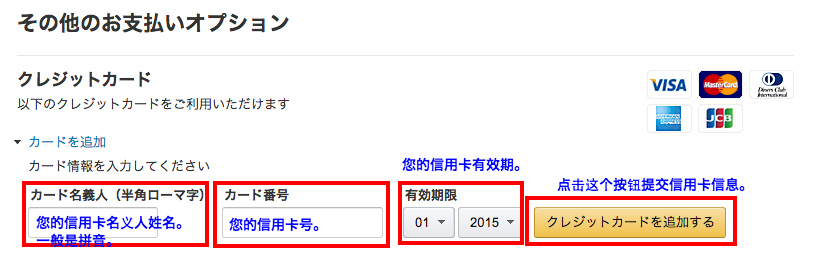 その他のお支払いオプション
クレジットカード
以下のクレジットカードをご利用いただけます
VISA
MasterCard
Diners Club
International
AMERICAN EXPRESS
JCB
カードを追加
カード情報を入力してください
您的信用卡有效期。
点击这个按钮提交信用卡信息。
カード名義人（半角ローマ字）
カード番号
有効期限
您的信用卡名义人姓名。
一般是拼音。
您的信用卡号。
01
2015
クレジットカードを追加する